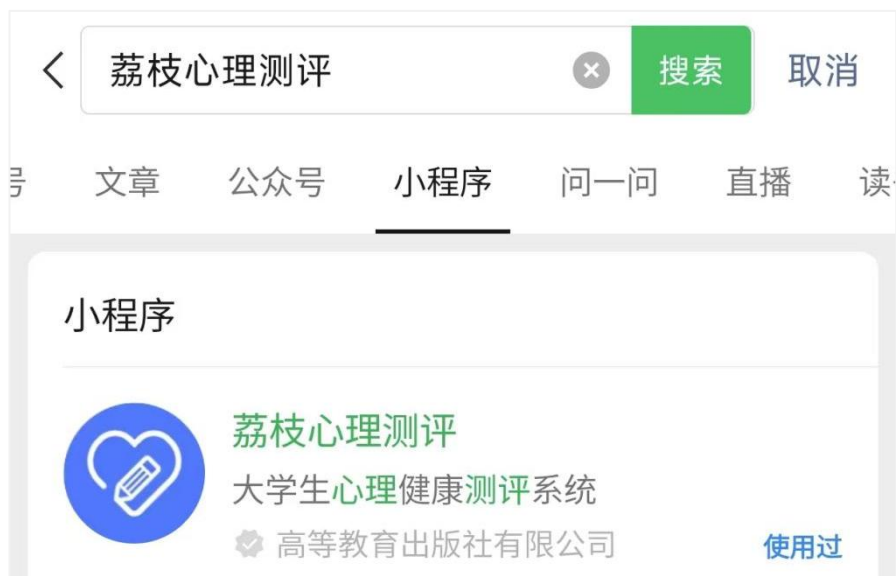 荔枝心理测评 搜索 取消
号 文章 公众号 小程序 问一问 直播 读
小程序
荔枝心理测评
大学生心理健康测评系统
高等教育出版社有限公司 使用过